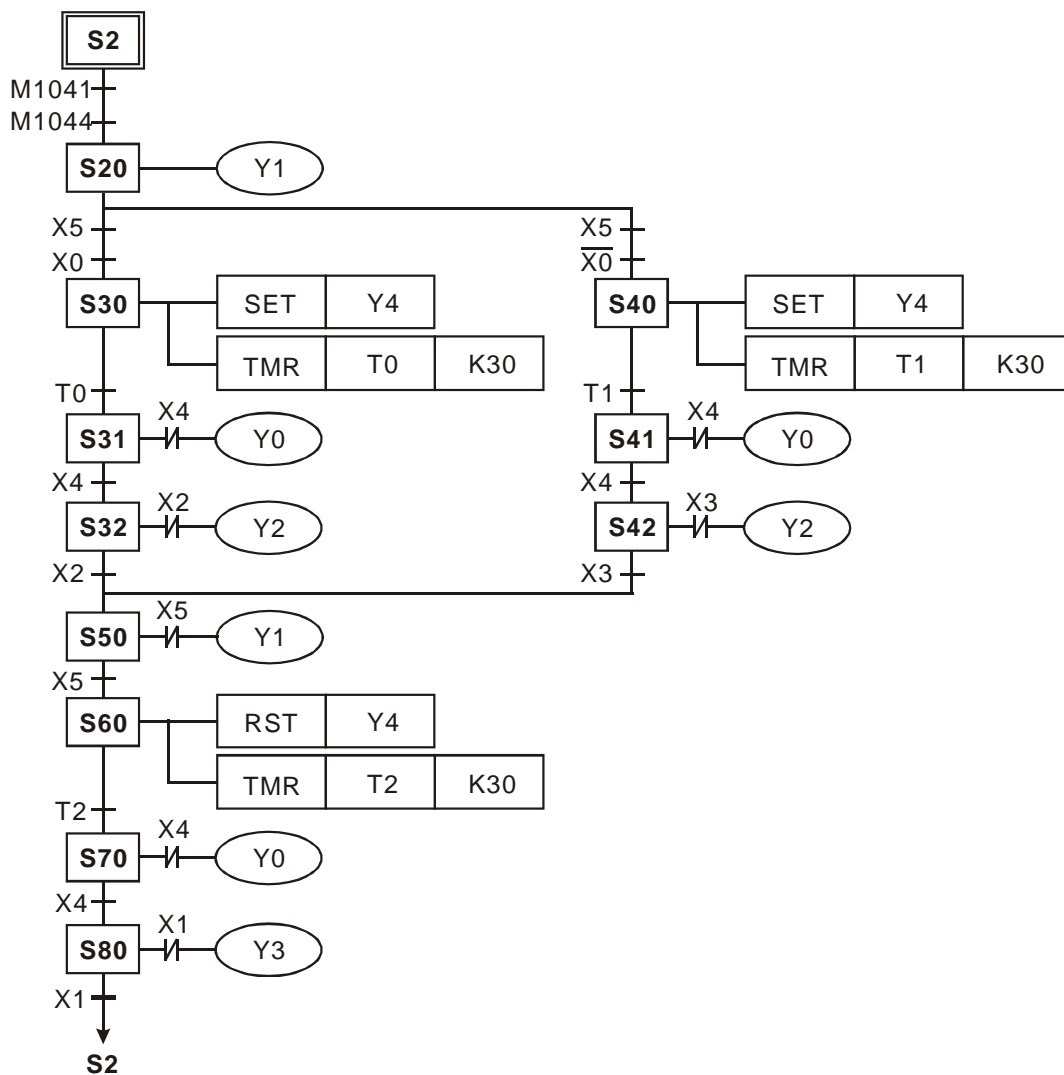 S2
M1041
M1044
S20 Y1
X5 X5
X0 X̅0̅
S30 SET Y4 S40 SET Y4
TMR T0 K30 TMR T1 K30
T0 X4 T1 X4
S31 Y0 S41 Y0
X4 X2 X4 X3
S32 Y2 S42 Y2
X2 X3
X5
S50 Y1
X5
S60 RST Y4
TMR T2 K30
T2 X4
S70 Y0
X4 X1
S80 Y3
X1
S2